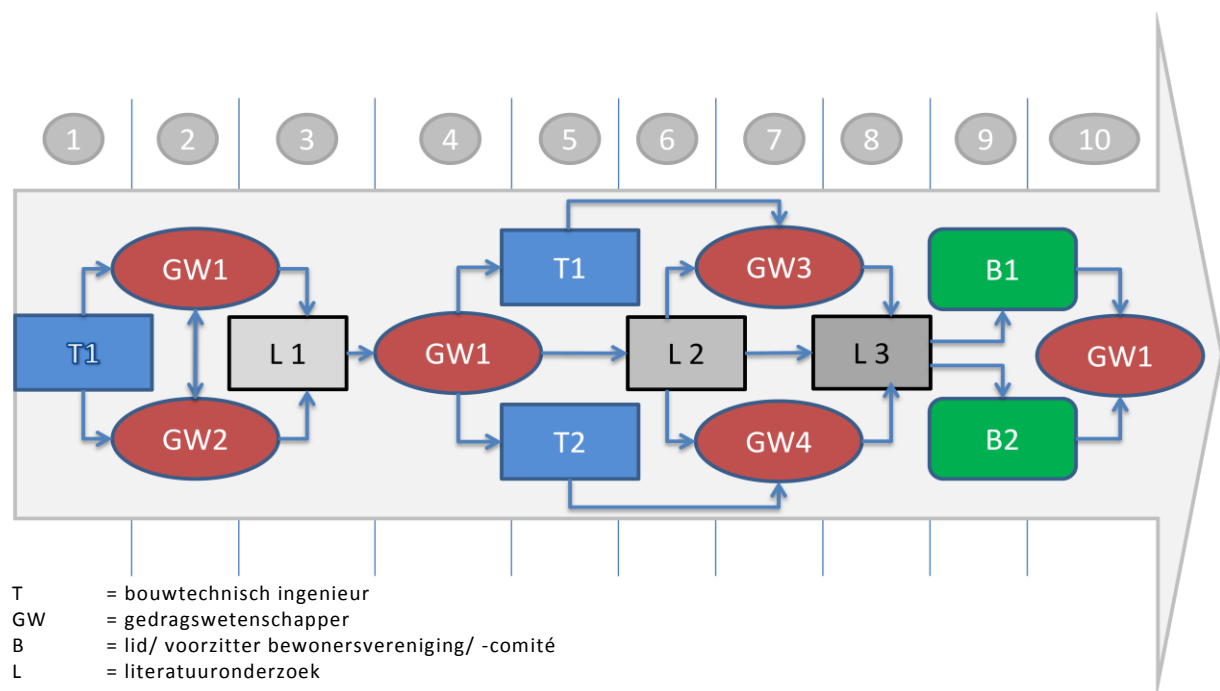 1 2 3 4 5 6 7 8 9 10
GW1 T1 GW3 B1
T1 L 1 GW1 L 2 L 3 GW1
GW2 T2 GW4 B2
T = bouwtechnisch ingenieur
GW = gedragswetenschapper
B = lid/ voorzitter bewonersvereniging/ -comité
L = literatuuronderzoek